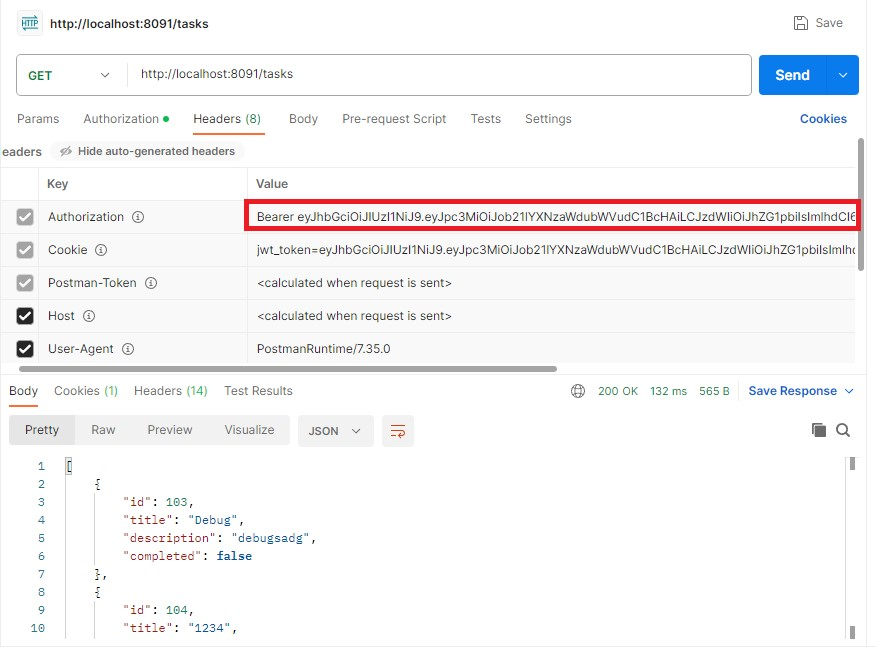 HTTP http://localhost:8091/tasks Save
GET http://localhost:8091/tasks Send
Params Authorization Headers (8) Body Pre-request Script Tests Settings Cookies
eaders Hide auto-generated headers
Key Value
Authorization Bearer eyJhbGciOiJIUzI1NiJ9.eyJpc3MiOiJob21lYXNzaWdubWVudC1BcHAiLCJzdWIiOiJhZG1pbiIsImlhdCI6
Cookie jwt_token=eyJhbGciOiJIUzI1NiJ9.eyJpc3MiOiJob21lYXNzaWdubWVudC1BcHAiLCJzdWIiOiJhZG1pbiIsImlhd
Postman-Token <calculated when request is sent>
Host <calculated when request is sent>
User-Agent PostmanRuntime/7.35.0
Body Cookies (1) Headers (14) Test Results 200 OK 132 ms 565 B Save Response
Pretty Raw Preview Visualize JSON
1 [
2 {
3 "id": 103,
4 "title": "Debug",
5 "description": "debugsadg",
6 "completed": false
7 },
8 {
9 "id": 104,
10 "title": "1234",